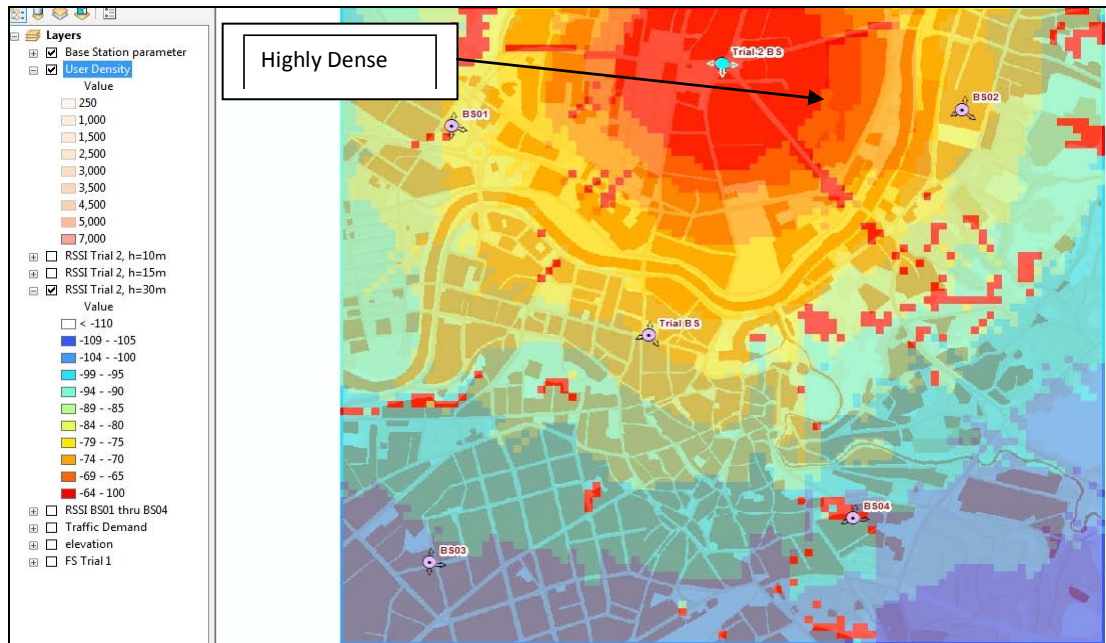 Layers
Base Station parameter
User Density
Value
250
1,000
1,500
2,500
3,000
3,500
4,500
5,000
7,000
RSSI Trial 2, h=10m
RSSI Trial 2, h=15m
RSSI Trial 2, h=30m
Value
< -110
-109 - -105
-104 - -100
-99 - -95
-94 - -90
-89 - -85
-84 - -80
-79 - -75
-74 - -70
-69 - -65
-64 - 100
RSSI BS01 thru BS04
Traffic Demand
elevation
FS Trial 1
Highly Dense
Trial-2 BS
BS01
BS02
Trial BS
BS04
BS03